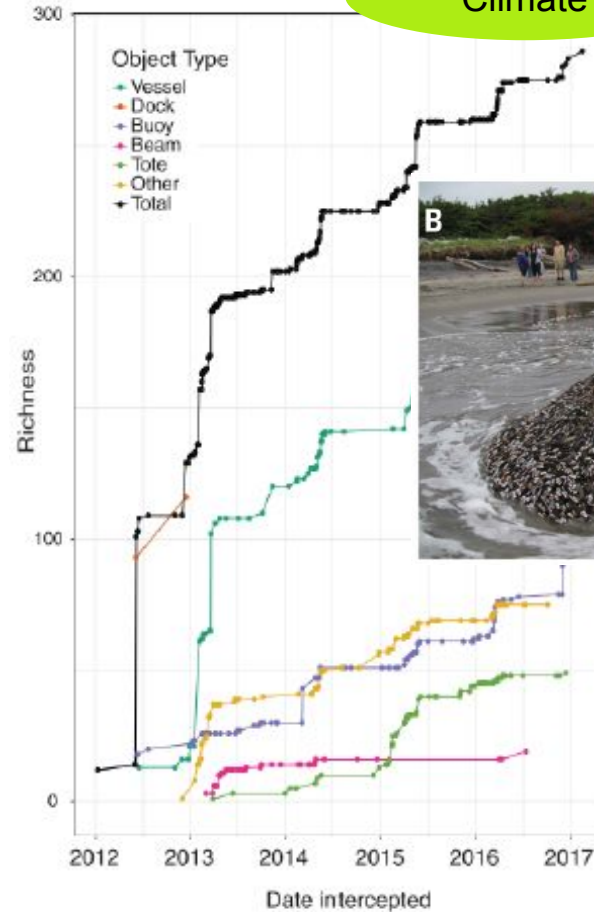 Climate
300
Object Type
Vessel
Dock
Buoy
Beam
Tote
Other
Total
B
200
Richness
100
0
2012 2013 2014 2015 2016 2017
Date intercepted